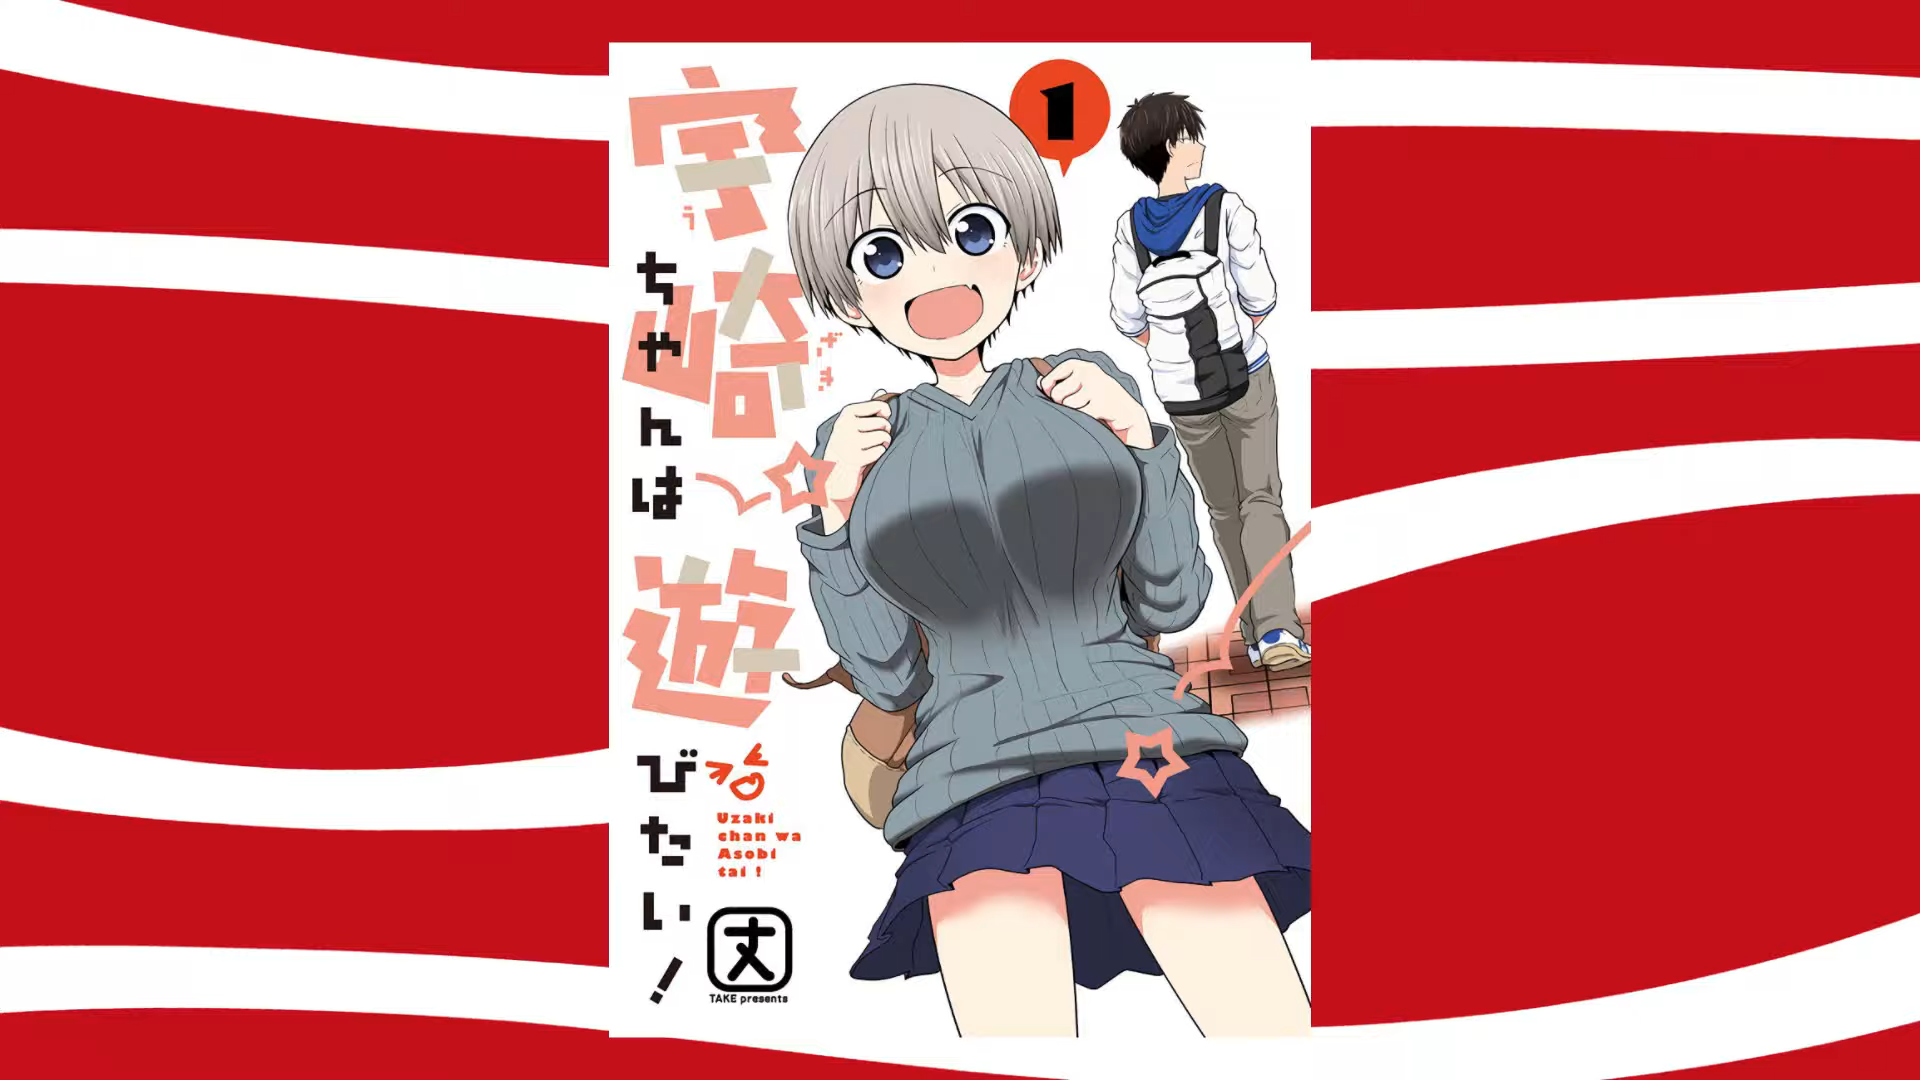 宇崎ちゃんは
うざき
遊びたい!
1
Uzaki
chan wa
Asobi
tai !
丈
TAKE presents